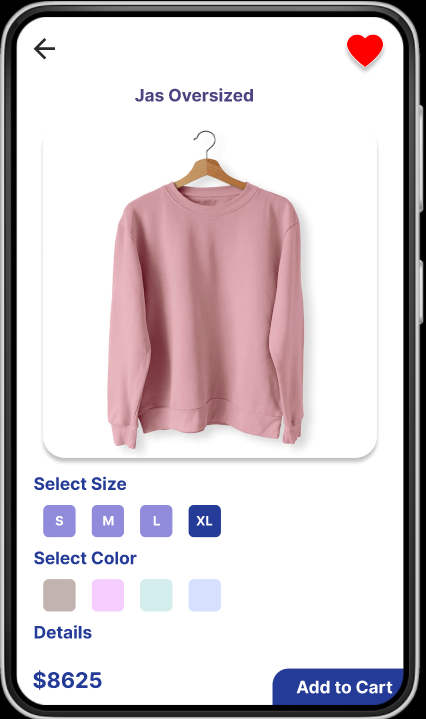 Jas Oversized
Select Size
S M L XL
Select Color
Details
$8625
Add to Cart